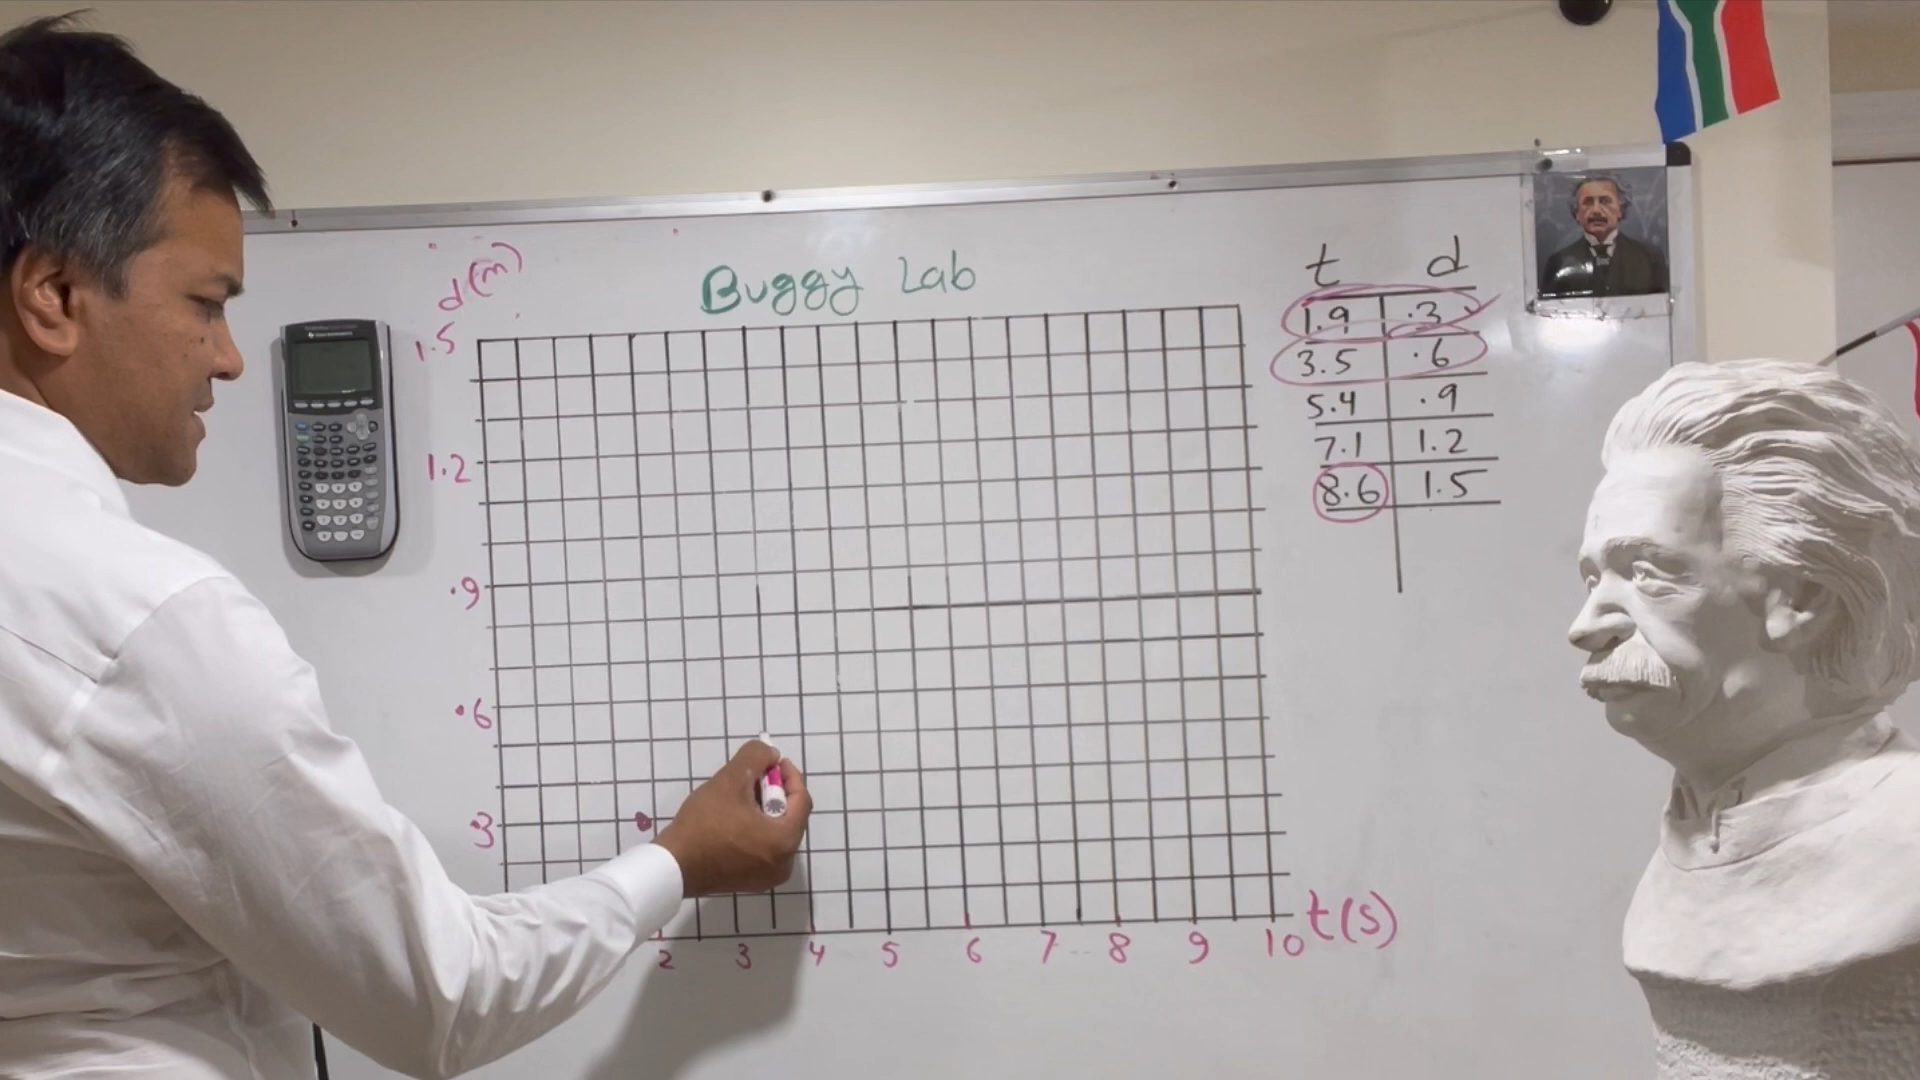 d(m)
Buggy Lab
t d
1.9 .3
3.5 .6
5.4 .9
7.1 1.2
8.6 1.5
1.5
1.2
.9
.6
.3
2 3 4 5 6 7 8 9 10 t(s)